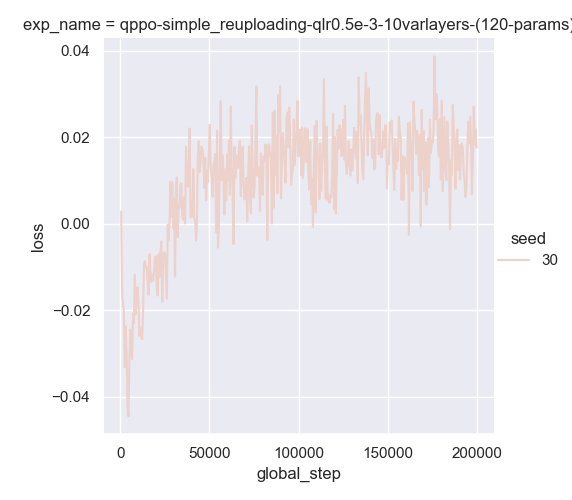 exp_name = qppo-simple_reuploading-qlr0.5e-3-10varlayers-(120-params)
0.04
0.02
0.00
−0.02
−0.04
loss
seed
30
0
50000
100000
150000
200000
global_step